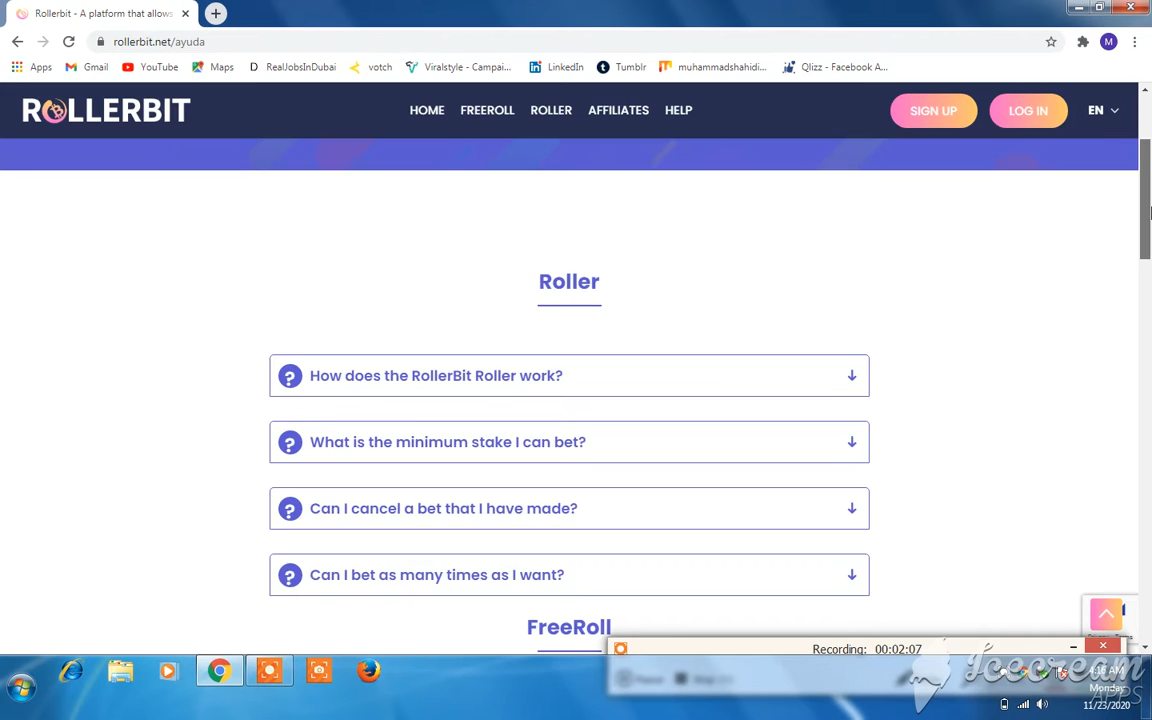 Rollerbit - A platform that allows
rollerbit.net/ayuda
M
Apps Gmail YouTube Maps D RealJobsInDubai votch Viralstyle - Campai... LinkedIn Tumblr muhammadshahidi... Qlizz - Facebook A...
ROLLERBIT HOME FREEROLL ROLLER AFFILIATES HELP SIGN UP LOG IN EN
Roller
How does the RollerBit Roller work?
What is the minimum stake I can bet?
Can I cancel a bet that I have made?
Can I bet as many times as I want?
FreeRoll
Recording: 00:02:07
Icecream
APPS
Monday
11/23/2020